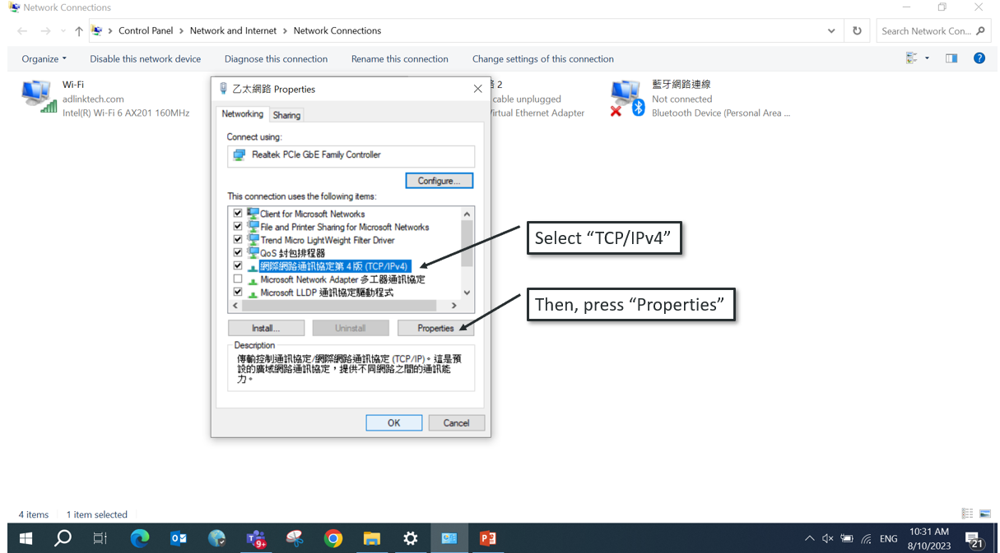 Network Connections
Control Panel > Network and Internet > Network Connections
Search Network Con...
Organize
Disable this network device
Diagnose this connection
Rename this connection
Change settings of this connection
Wi-Fi
adlinktech.com
Intel(R) Wi-Fi 6 AX201 160MHz
2
cable unplugged
Virtual Ethernet Adapter
藍牙網路連線
Not connected
Bluetooth Device (Personal Area ...
乙太網路 Properties
Networking
Sharing
Connect using:
Realtek PCIe GbE Family Controller
Configure...
This connection uses the following items:
Client for Microsoft Networks
File and Printer Sharing for Microsoft Networks
Trend Micro LightWeight Filter Driver
QoS 封包排程器
網際網路通訊協定第 4 版 (TCP/IPv4)
Microsoft Network Adapter 多工器通訊協定
Microsoft LLDP 通訊協定驅動程式
Install...
Uninstall
Properties
Description
傳輸控制通訊協定/網際網路通訊協定 (TCP/IP)。這是預
設的廣域網路通訊協定，提供不同網路之間的通訊能
力。
OK
Cancel
Select “TCP/IPv4”
Then, press “Properties”
4 items
1 item selected
9+
ENG
10:31 AM
8/10/2023
21